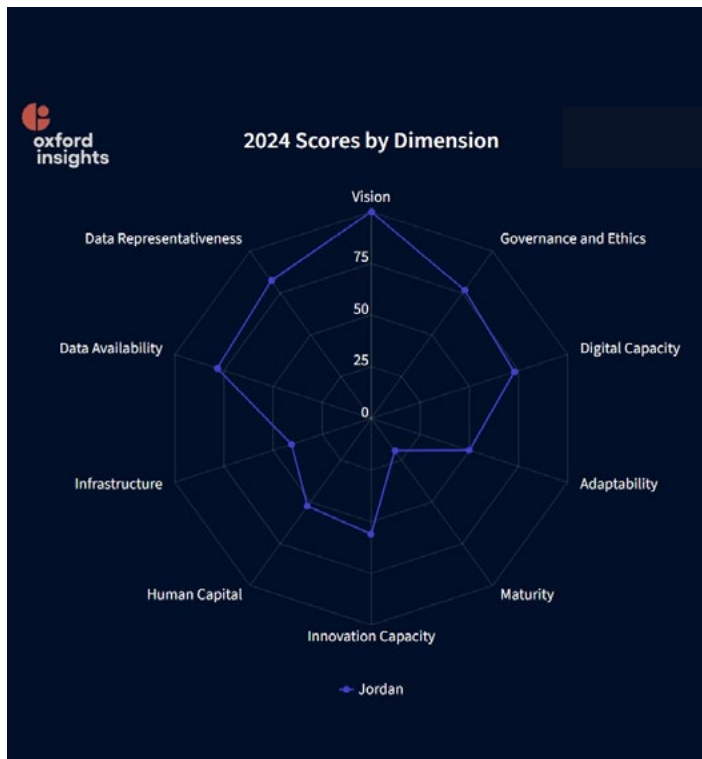 oxford
insights
2024 Scores by Dimension
Vision
Data Representativeness
Governance and Ethics
75
50
Data Availability
Digital Capacity
25
0
Infrastructure
Adaptability
Human Capital
Maturity
Innovation Capacity
Jordan